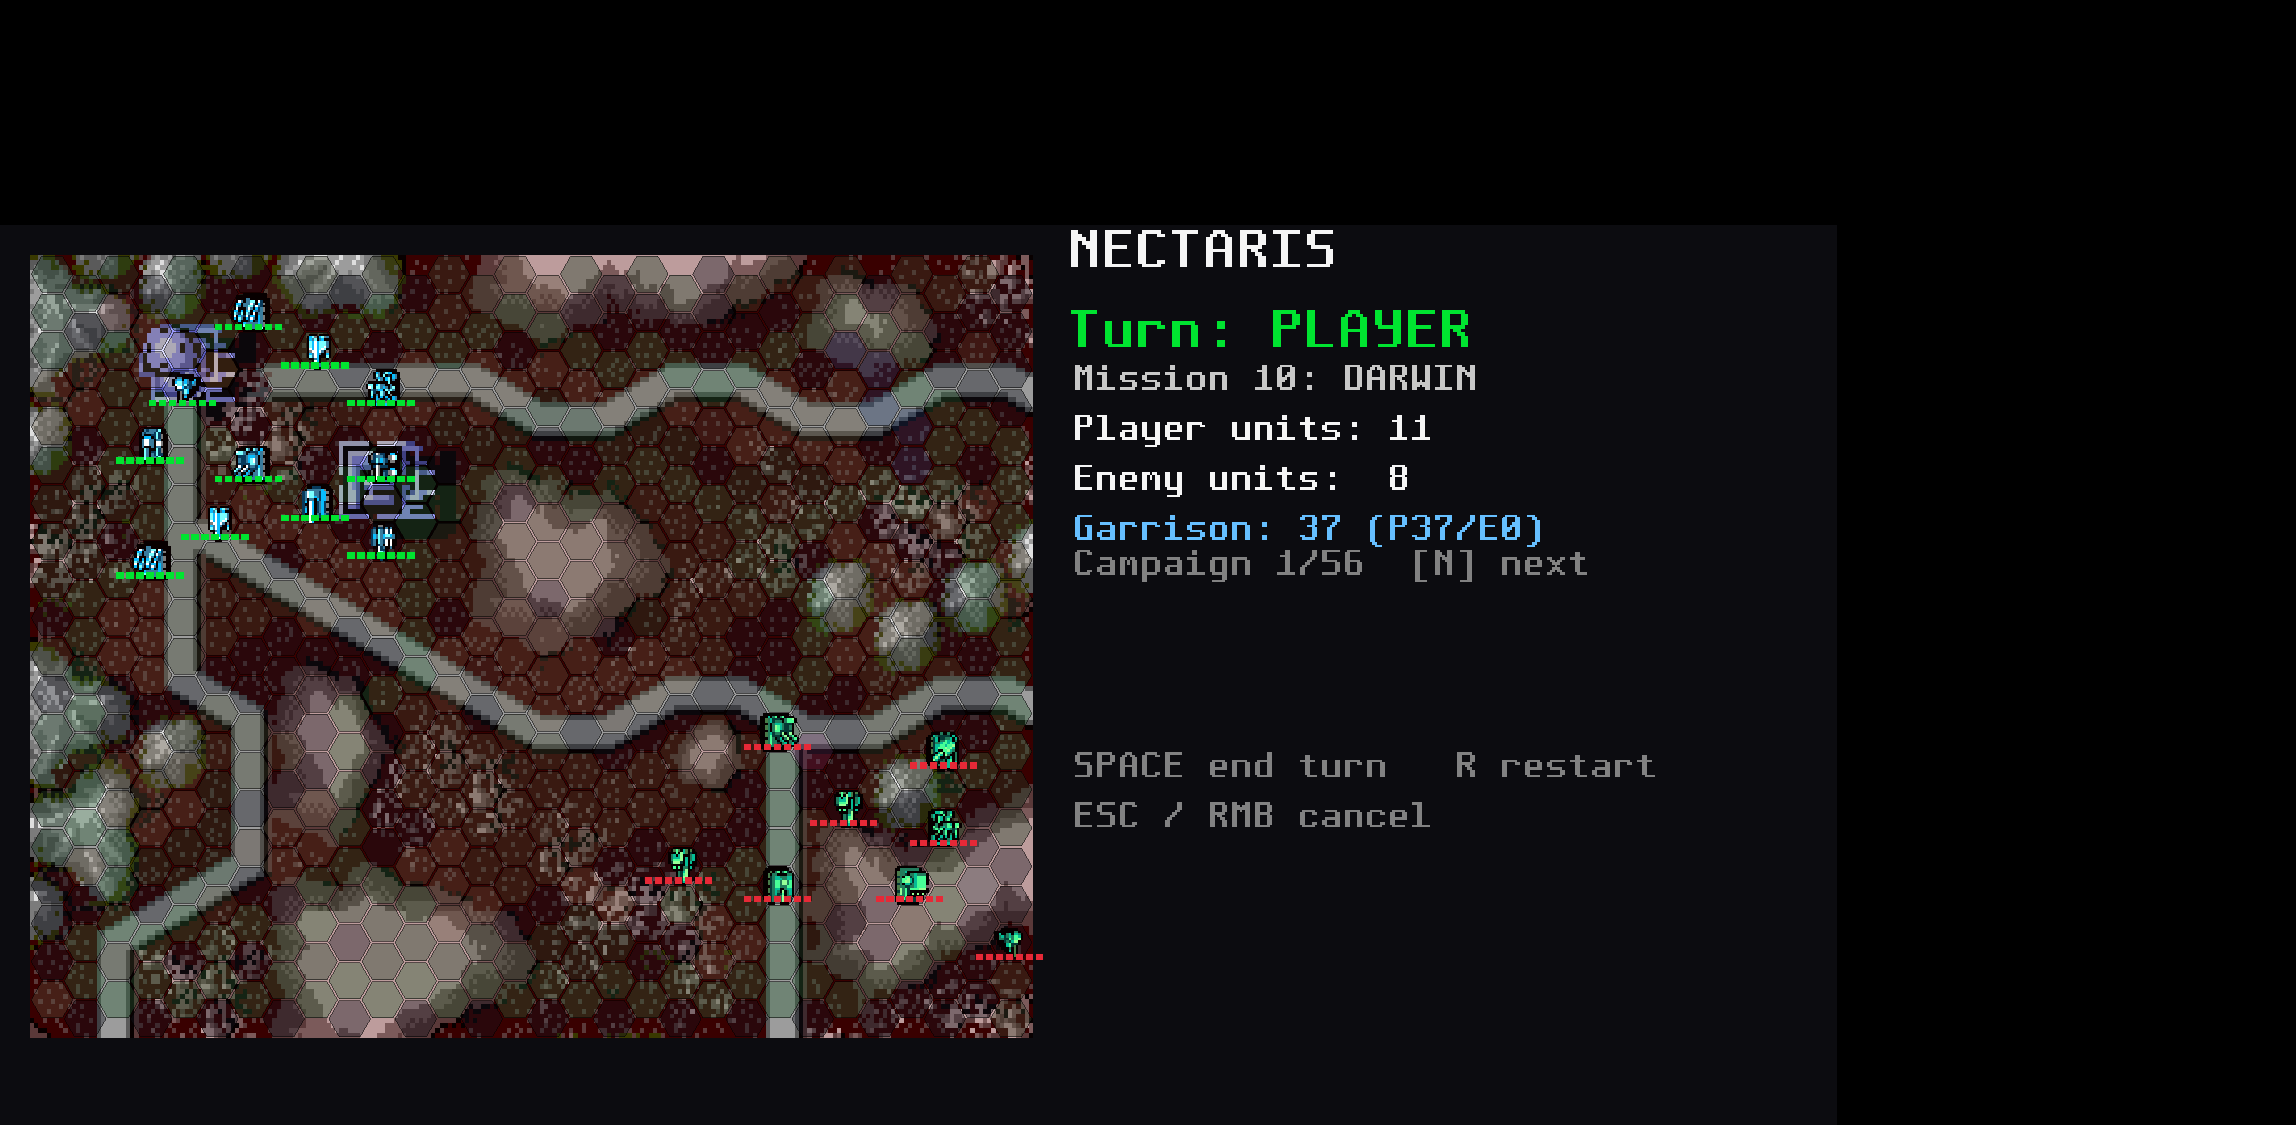 NECTARIS
Turn: PLAYER
Mission 10: DARWIN
Player units: 11
Enemy units: 8
Garrison: 37 (P37/E0)
Campaign 1/56 [N] next
SPACE end turn R restart
ESC / RMB cancel